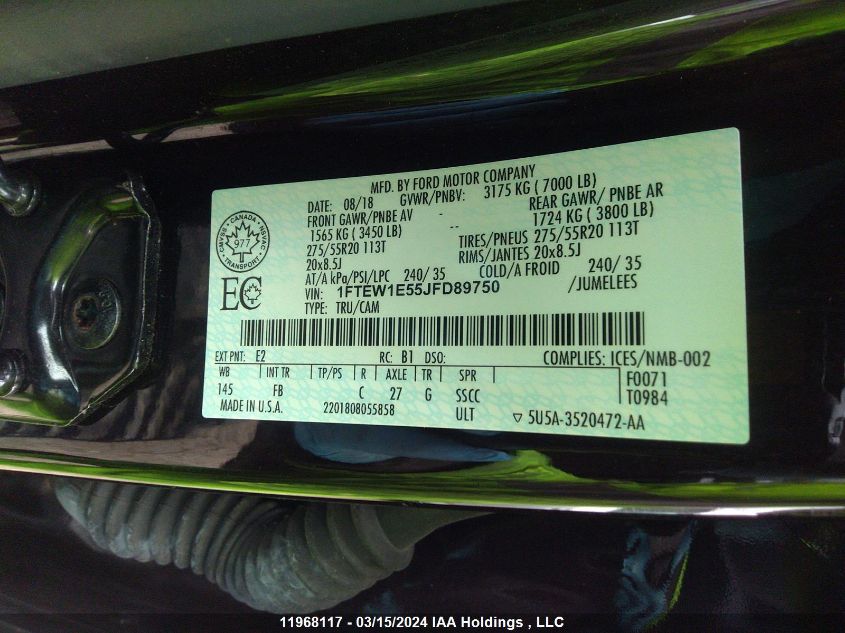 MFD. BY FORD MOTOR COMPANY
DATE: 08/18 GVWR/PNBV: 3175 KG ( 7000 LB)
FRONT GAWR/PNBE AV REAR GAWR/ PNBE AR
1565 KG ( 3450 LB) -- 1724 KG ( 3800 LB)
275/55R20 113T TIRES/PNEUS 275/55R20 113T
20x8.5J RIMS/JANTES 20x8.5J
AT/A kPa/PSI/LPC 240/ 35 COLD/A FROID 240/ 35
VIN: 1FTEW1E55JFD89750 /JUMELEES
TYPE: TRU/CAM
CANADA
CMVSS NSVAC
977
TRANSPORT
EC
EXT PNT: E2 RC: B1 DSO: COMPLIES: ICES/NMB-002
WB INT TR TP/PS R AXLE TR SPR F0071
145 FB C 27 G SSCC T0984
MADE IN U.S.A. 2201808055858 ULT ▽ 5U5A-3520472-AA
11968117 - 03/15/2024 IAA Holdings , LLC